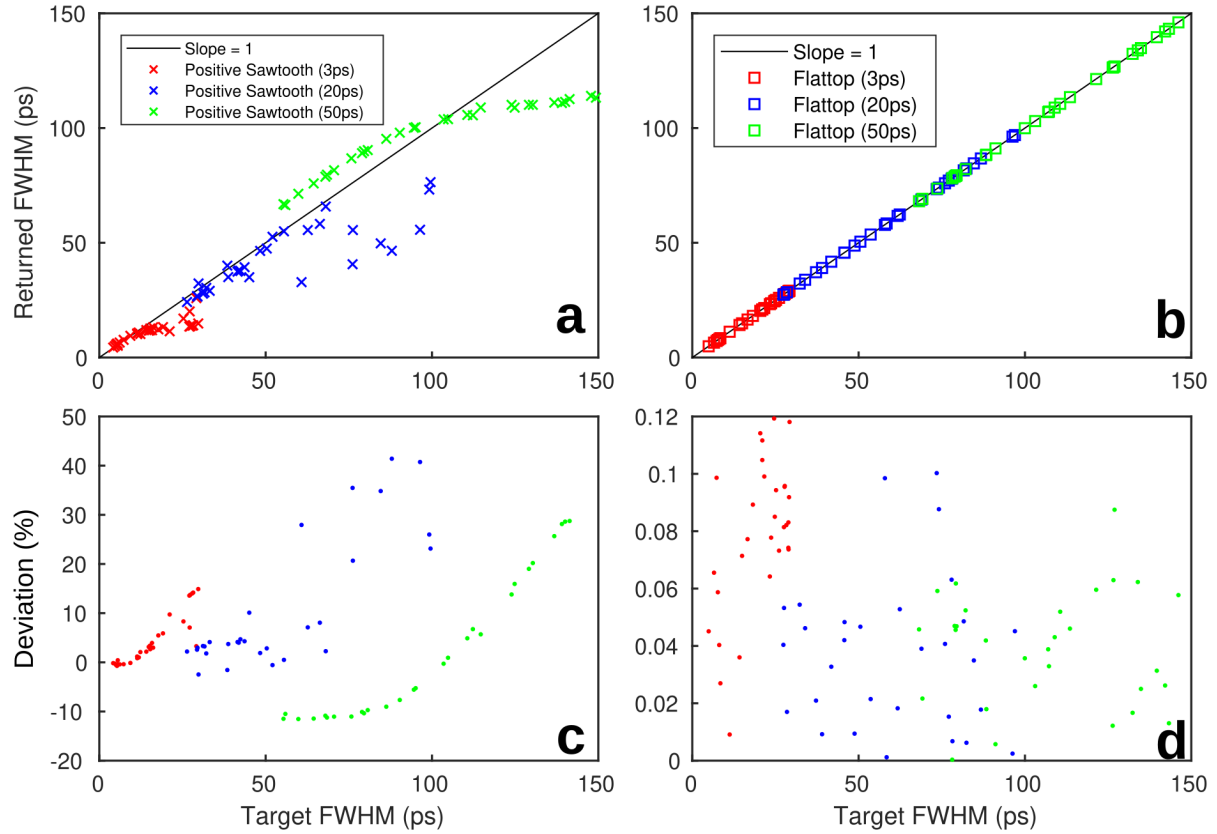 150
100
50
0
Returned FWHM (ps)
Slope = 1
Positive Sawtooth (3ps)
Positive Sawtooth (20ps)
Positive Sawtooth (50ps)
a
0
50
100
150
150
100
50
0
Slope = 1
Flattop (3ps)
Flattop (20ps)
Flattop (50ps)
b
0
50
100
150
50
40
30
20
10
0
-10
-20
Deviation (%)
c
0
50
100
150
Target FWHM (ps)
0.12
0.1
0.08
0.06
0.04
0.02
0
d
0
50
100
150
Target FWHM (ps)